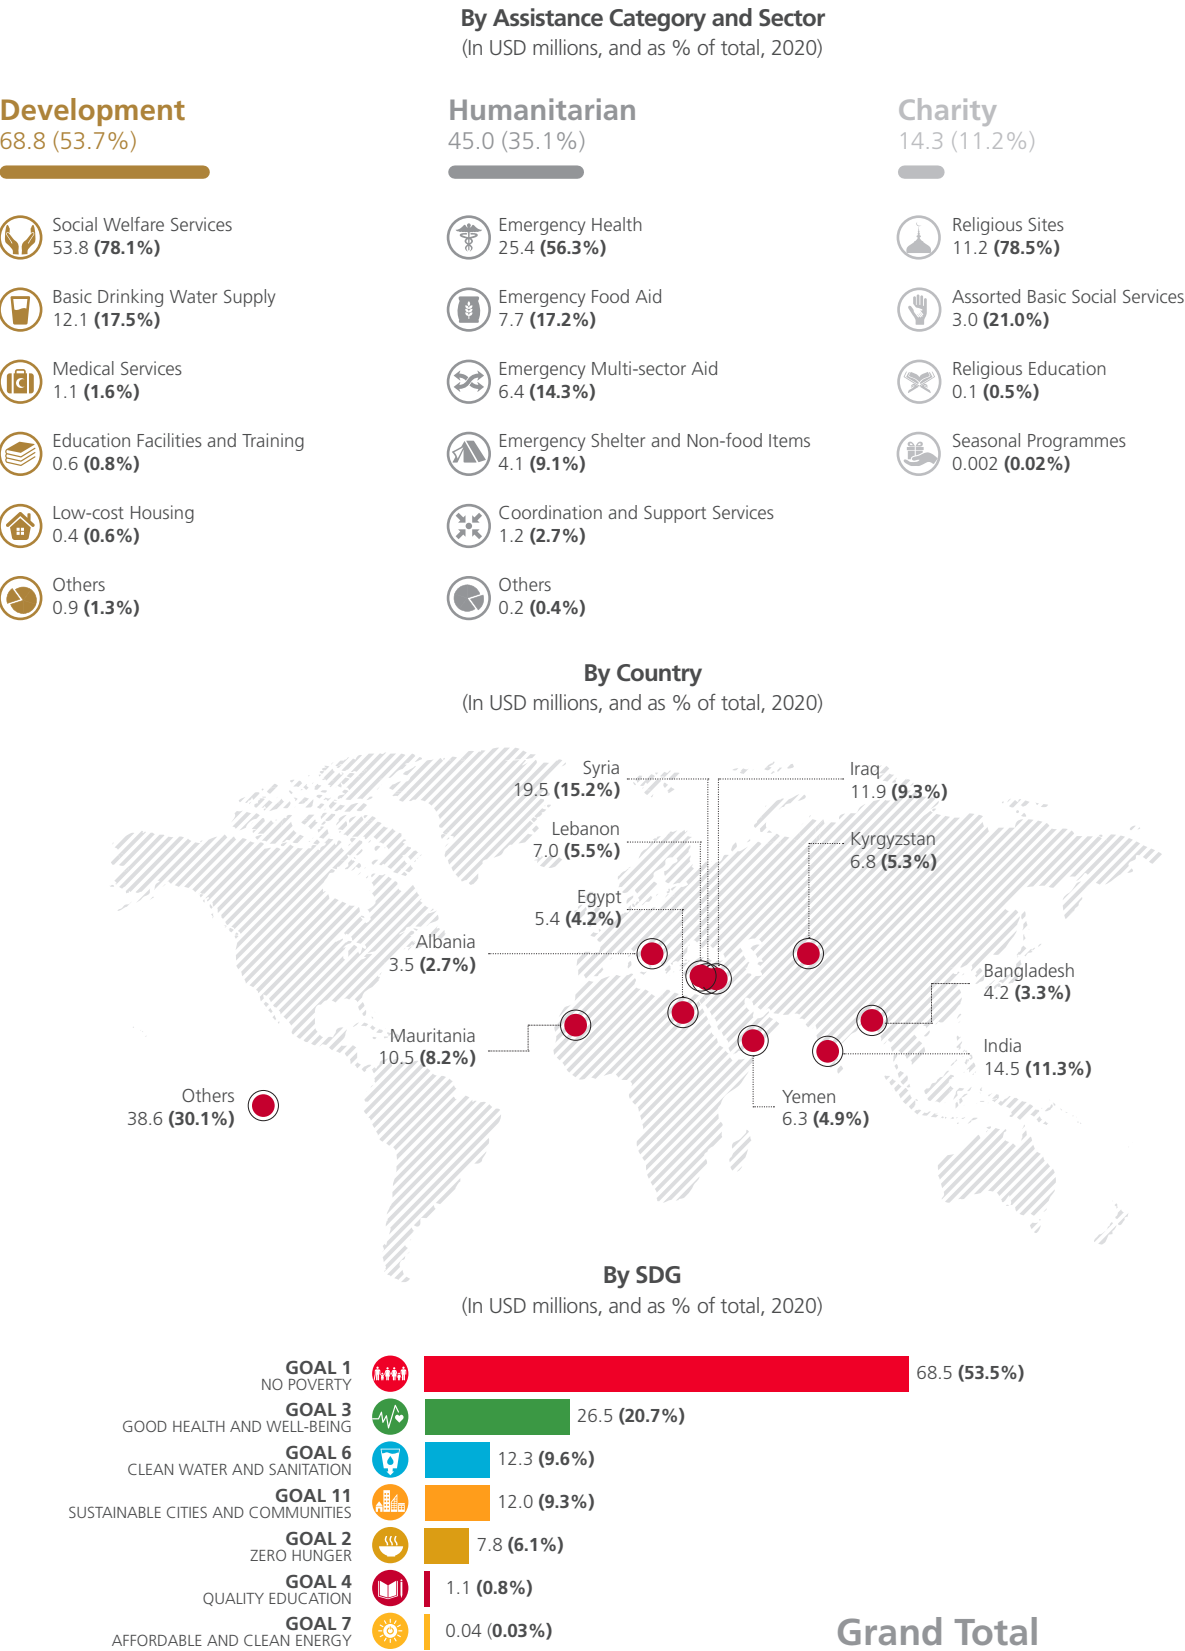 By Assistance Category and Sector
(In USD millions, and as % of total, 2020)
Development
68.8 (53.7%)
Social Welfare Services
53.8 (78.1%)
Basic Drinking Water Supply
12.1 (17.5%)
Medical Services
1.1 (1.6%)
Education Facilities and Training
0.6 (0.8%)
Low-cost Housing
0.4 (0.6%)
Others
0.9 (1.3%)
Humanitarian
45.0 (35.1%)
Emergency Health
25.4 (56.3%)
Emergency Food Aid
7.7 (17.2%)
Emergency Multi-sector Aid
6.4 (14.3%)
Emergency Shelter and Non-food Items
4.1 (9.1%)
Coordination and Support Services
1.2 (2.7%)
Others
0.2 (0.4%)
Charity
14.3 (11.2%)
Religious Sites
11.2 (78.5%)
Assorted Basic Social Services
3.0 (21.0%)
Religious Education
0.1 (0.5%)
Seasonal Programmes
0.002 (0.02%)
By Country
(In USD millions, and as % of total, 2020)
Syria
19.5 (15.2%)
Iraq
11.9 (9.3%)
Lebanon
7.0 (5.5%)
Kyrgyzstan
6.8 (5.3%)
Egypt
5.4 (4.2%)
Albania
3.5 (2.7%)
Bangladesh
4.2 (3.3%)
Mauritania
10.5 (8.2%)
India
14.5 (11.3%)
Others
38.6 (30.1%)
Yemen
6.3 (4.9%)
By SDG
(In USD millions, and as % of total, 2020)
GOAL 1
NO POVERTY
68.5 (53.5%)
GOAL 3
GOOD HEALTH AND WELL-BEING
26.5 (20.7%)
GOAL 6
CLEAN WATER AND SANITATION
12.3 (9.6%)
GOAL 11
SUSTAINABLE CITIES AND COMMUNITIES
12.0 (9.3%)
GOAL 2
ZERO HUNGER
7.8 (6.1%)
GOAL 4
QUALITY EDUCATION
1.1 (0.8%)
GOAL 7
AFFORDABLE AND CLEAN ENERGY
0.04 (0.03%)
Grand Total